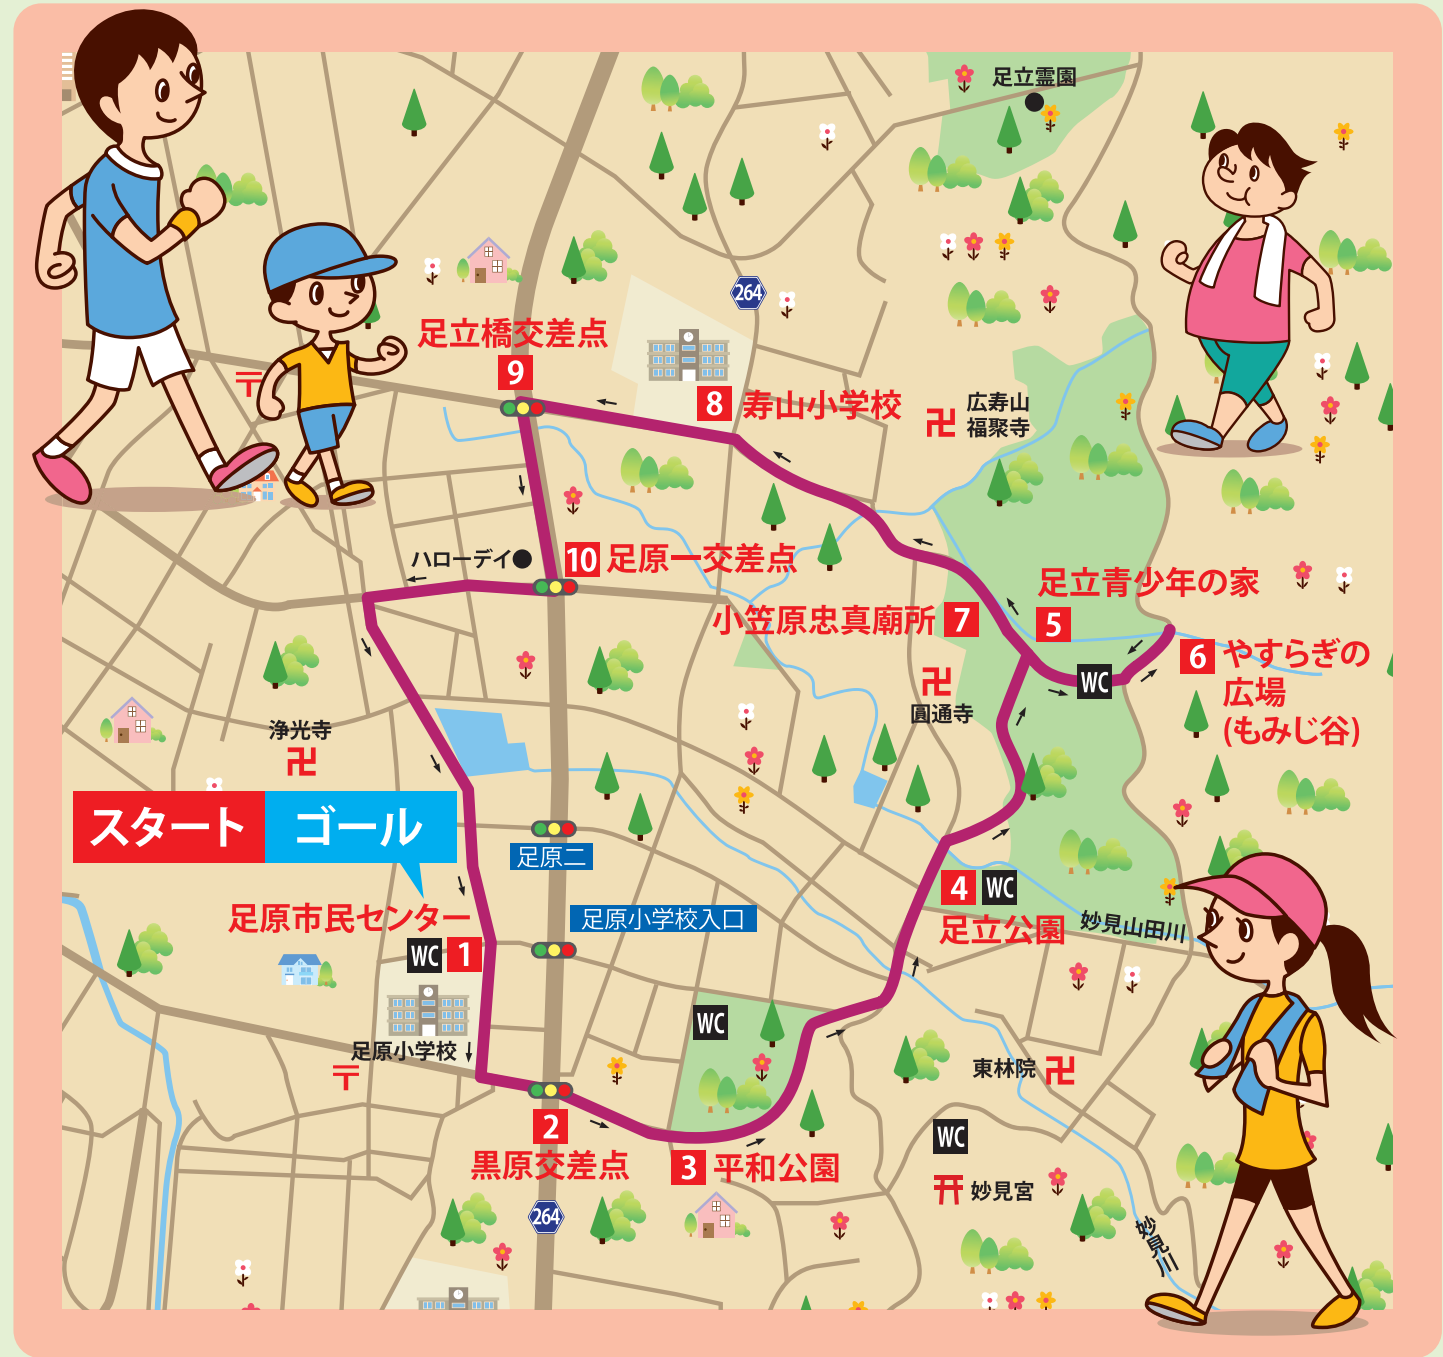 足立霊園
264
足立橋交差点
9
8 寿山小学校
広寿山
福聚寺
ハローデイ
10 足原一交差点
足立青少年の家
5
小笠原忠真廟所 7
6 やすらぎの
広場
(もみじ谷)
WC
圓通寺
浄光寺
スタート ゴール
足原二
4 WC
足立公園
妙見山田川
足原小学校入口
足原市民センター
WC 1
WC
足原小学校
東林院
2
黒原交差点
3 平和公園
WC
妙見宮
264
妙見川